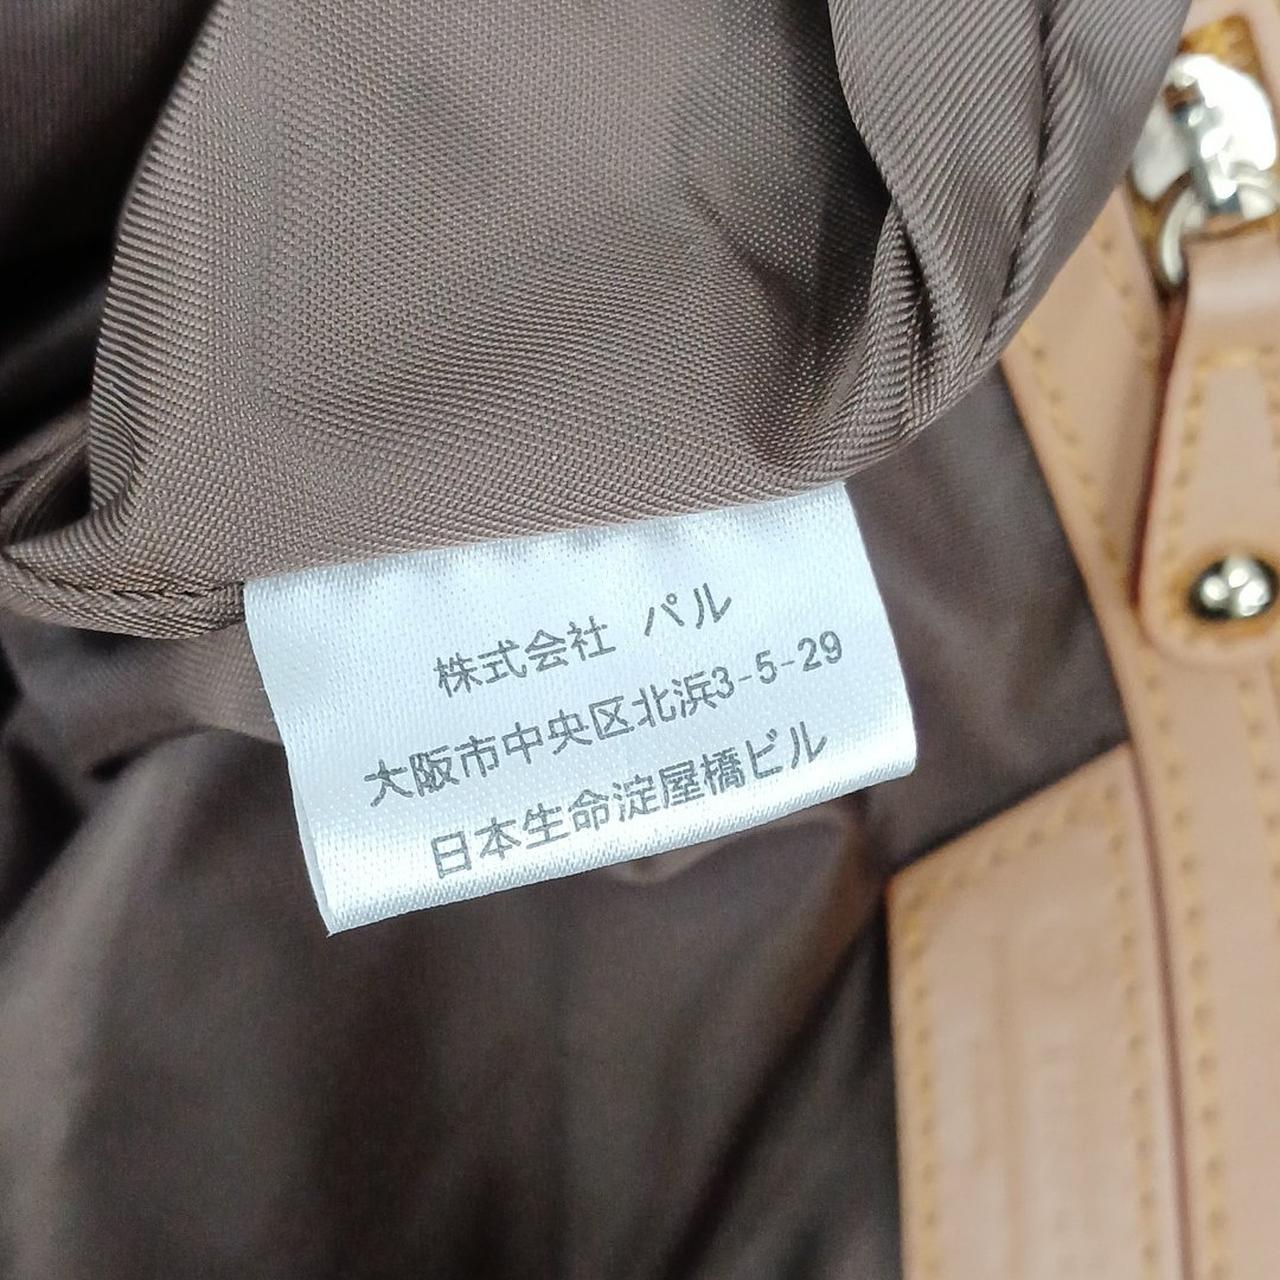 株式会社 パル
大阪市中央区北浜3-5-29
日本生命淀屋橋ビル